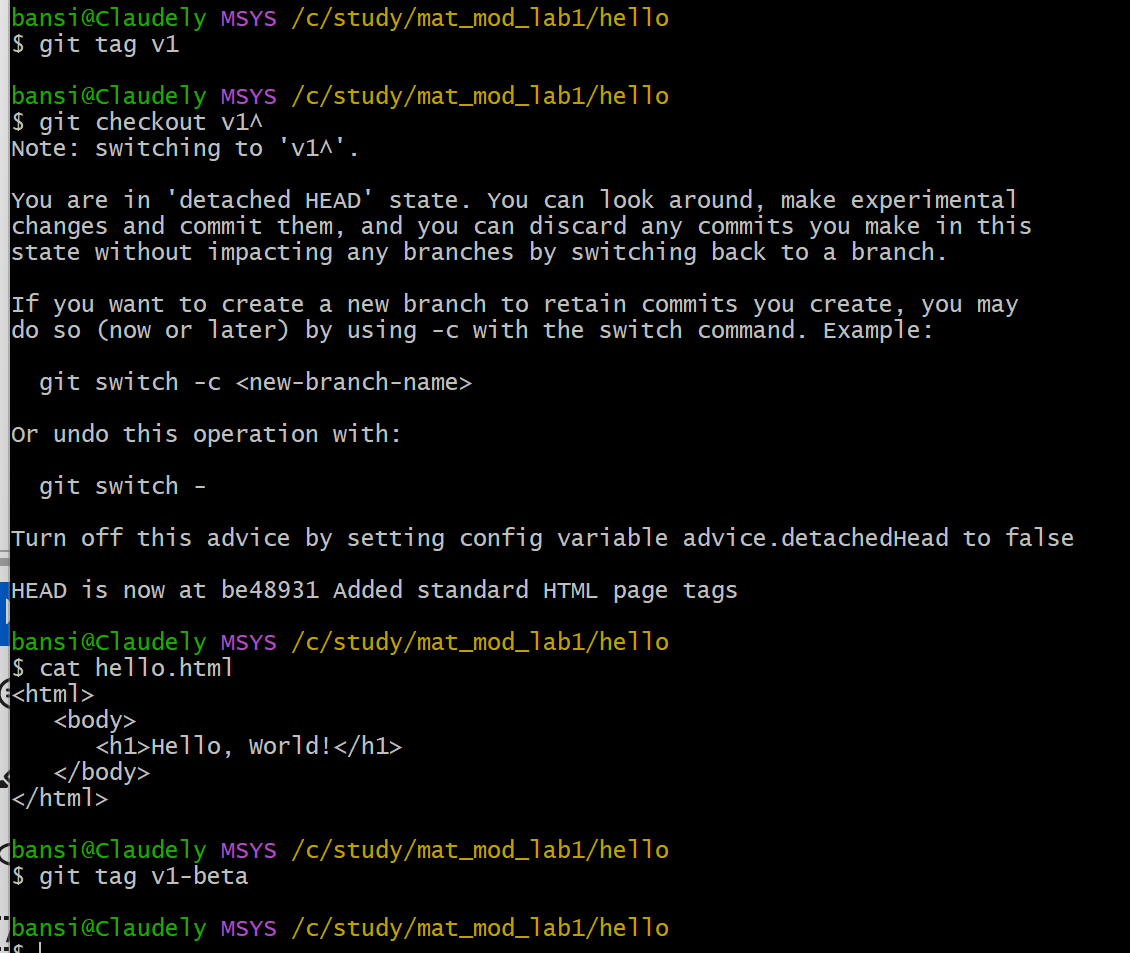 bansi@Claudely MSYS /c/study/mat_mod_lab1/hello
$ git tag v1
bansi@Claudely MSYS /c/study/mat_mod_lab1/hello
$ git checkout v1^
Note: switching to 'v1^'.
You are in 'detached HEAD' state. You can look around, make experimental
changes and commit them, and you can discard any commits you make in this
state without impacting any branches by switching back to a branch.
If you want to create a new branch to retain commits you create, you may
do so (now or later) by using -c with the switch command. Example:
  git switch -c <new-branch-name>
Or undo this operation with:
  git switch -
Turn off this advice by setting config variable advice.detachedHead to false
HEAD is now at be48931 Added standard HTML page tags
bansi@Claudely MSYS /c/study/mat_mod_lab1/hello
$ cat hello.html
<html>
   <body>
      <h1>Hello, World!</h1>
   </body>
</html>
bansi@Claudely MSYS /c/study/mat_mod_lab1/hello
$ git tag v1-beta
bansi@Claudely MSYS /c/study/mat_mod_lab1/hello
$